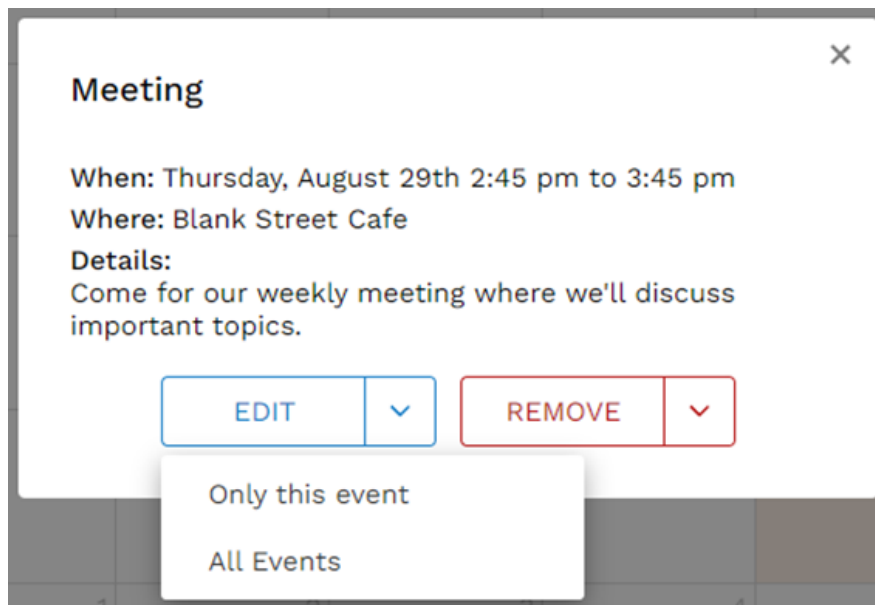 Meeting
When: Thursday, August 29th 2:45 pm to 3:45 pm
Where: Blank Street Cafe
Details:
Come for our weekly meeting where we'll discuss
important topics.
EDIT
REMOVE
Only this event
All Events